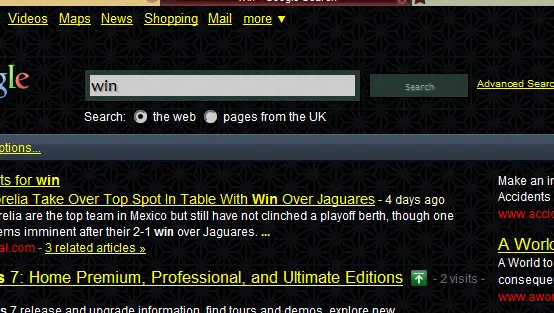 Win - Google Search
Videos Maps News Shopping Mail more ▼
gle
win
Search
Advanced Searc
Search: the web pages from the UK
ptions...
ts for win
relia Take Over Top Spot In Table With Win Over Jaguares - 4 days ago
relia are the top team in Mexico but still have not clinched a playoff berth, though one
ems imminent after their 2-1 win over Jaguares. ...
al.com - 3 related articles »
s 7: Home Premium, Professional, and Ultimate Editions - 2 visits -
s 7 release and upgrade information, find tours and demos, explore new
Make an in
Accidents
www.accid
A World
A World to
consequen
www.awor